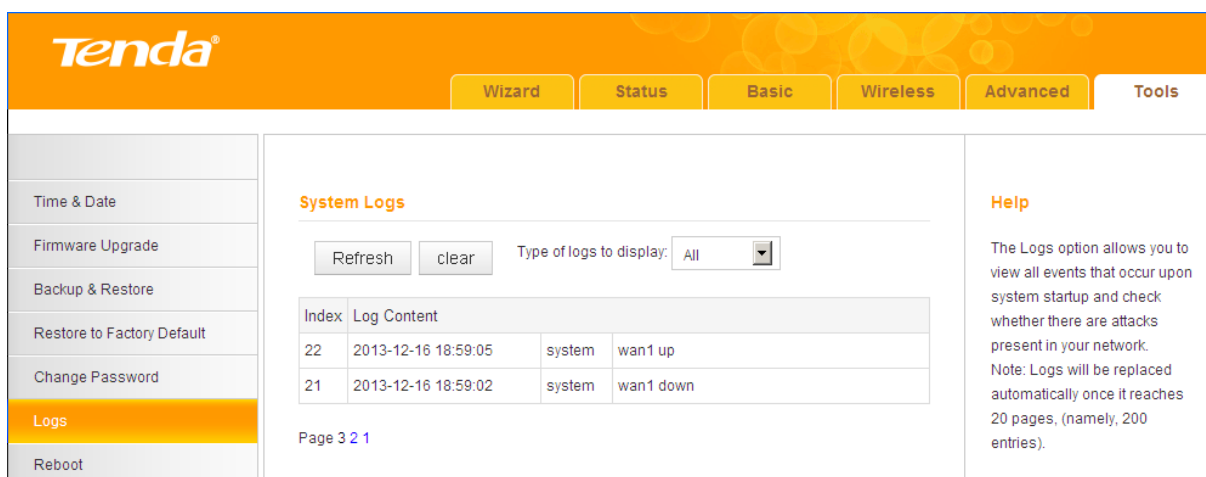 Tenda®
Wizard Status Basic Wireless Advanced Tools
Time & Date
Firmware Upgrade
Backup & Restore
Restore to Factory Default
Change Password
Logs
Reboot
System Logs
Refresh clear Type of logs to display: All
Index Log Content
22 2013-12-16 18:59:05 system wan1 up
21 2013-12-16 18:59:02 system wan1 down
Page 3 2 1
Help
The Logs option allows you to
view all events that occur upon
system startup and check
whether there are attacks
present in your network.
Note: Logs will be replaced
automatically once it reaches
20 pages, (namely, 200
entries).